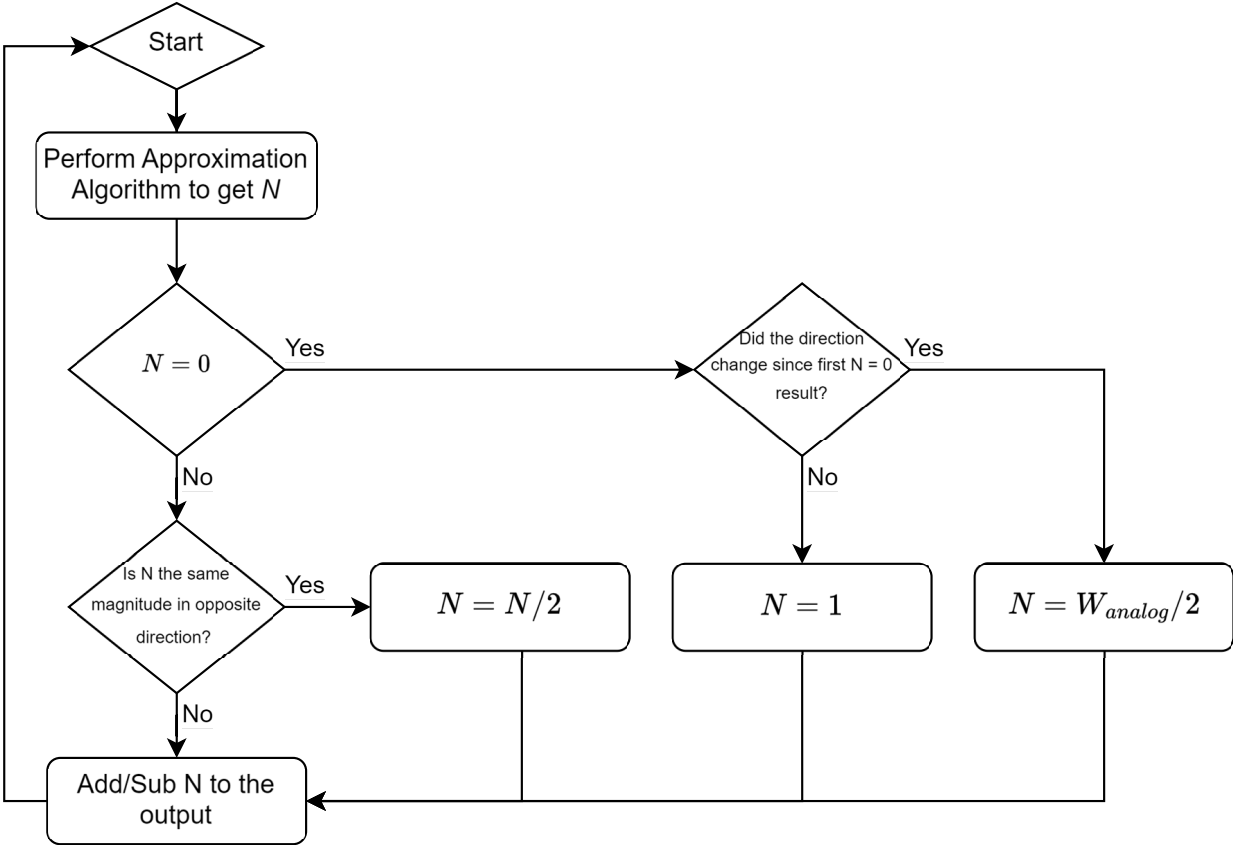 Start
Perform Approximation
Algorithm to get N
N = 0
Yes
Did the direction
change since first N = 0
result?
Yes
No
No
Is N the same
magnitude in opposite
direction?
Yes
N = N/2
N = 1
N = W_analog/2
No
Add/Sub N to the
output